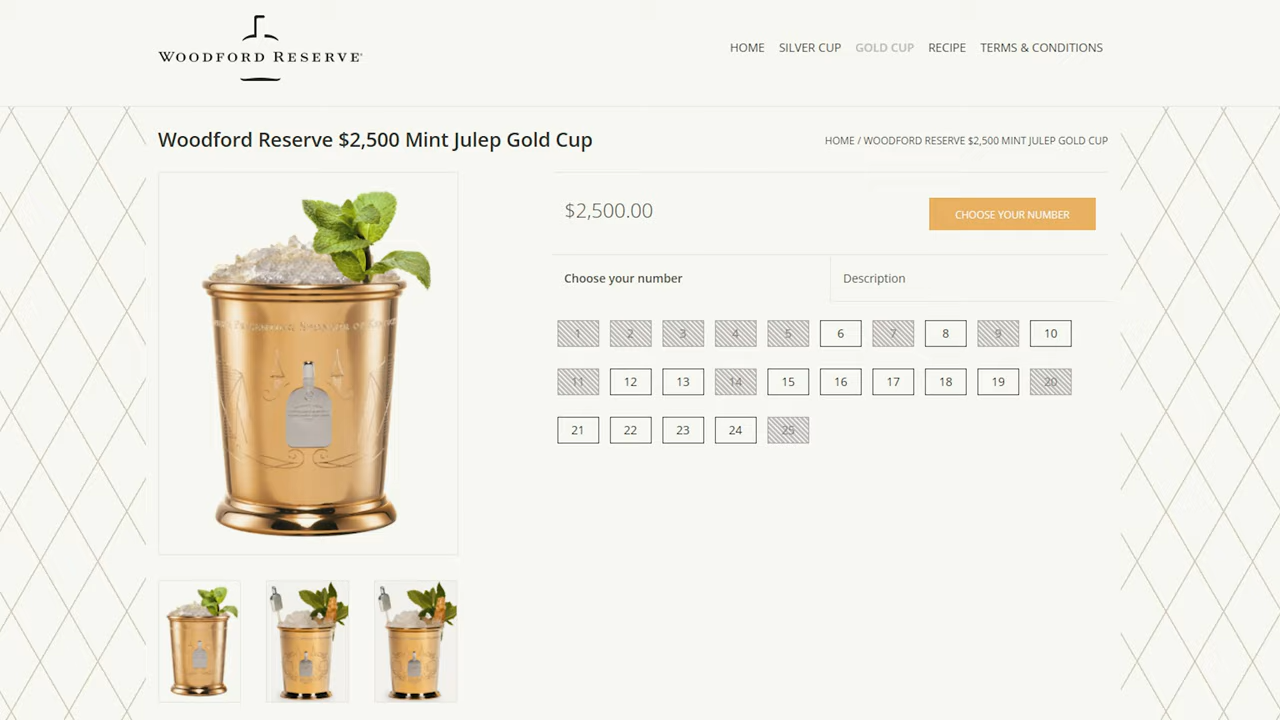 WOODFORD RESERVE
HOME SILVER CUP GOLD CUP RECIPE TERMS & CONDITIONS
Woodford Reserve $2,500 Mint Julep Gold Cup
HOME / WOODFORD RESERVE $2,500 MINT JULEP GOLD CUP
$2,500.00
CHOOSE YOUR NUMBER
Choose your number
Description
1 2 3 4 5 6 7 8 9 10
11 12 13 14 15 16 17 18 19 20
21 22 23 24 25